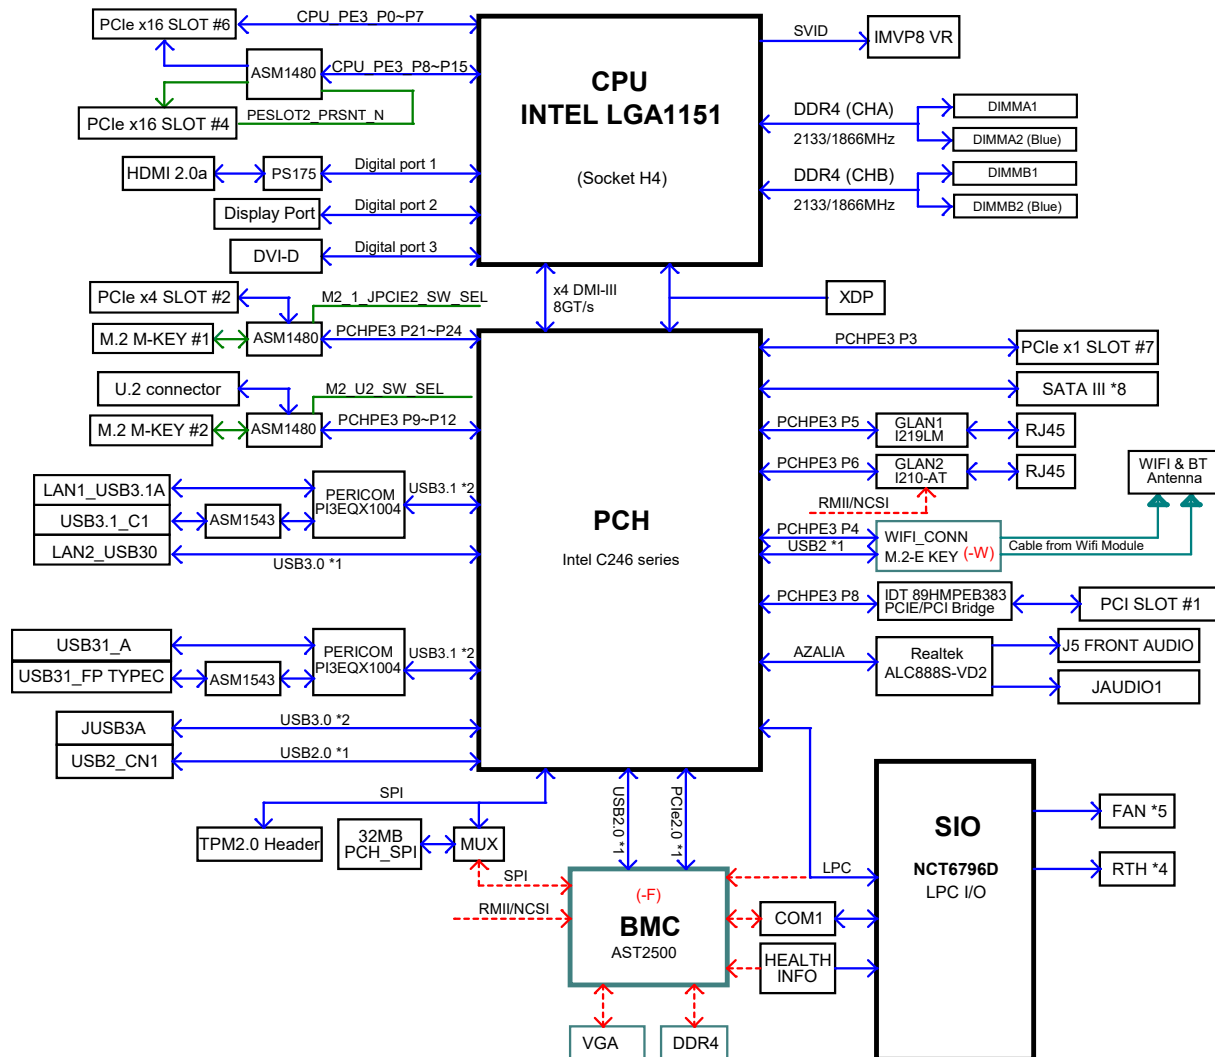 PCIe x16 SLOT #6
CPU_PE3_P0~P7
SVID
IMVP8 VR
ASM1480
CPU_PE3_P8~P15
CPU
INTEL LGA1151
(Socket H4)
PCIe x16 SLOT #4
PESLOT2_PRSNT_N
DDR4 (CHA)
2133/1866MHz
DIMMA1
DIMMA2 (Blue)
HDMI 2.0a
PS175
Digital port 1
DDR4 (CHB)
2133/1866MHz
DIMMB1
DIMMB2 (Blue)
Display Port
Digital port 2
DVI-D
Digital port 3
x4 DMI-III
8GT/s
XDP
PCIe x4 SLOT #2
M2_1_JPCIE2_SW_SEL
M.2 M-KEY #1
ASM1480
PCHPE3 P21~P24
PCHPE3 P3
PCIe x1 SLOT #7
U.2 connector
M2_U2_SW_SEL
SATA III *8
M.2 M-KEY #2
ASM1480
PCHPE3 P9~P12
PCHPE3 P5
GLAN1
I219LM
RJ45
PCHPE3 P6
GLAN2
I210-AT
RJ45
WIFI & BT
Antenna
LAN1_USB3.1A
PERICOM
PI3EQX1004
USB3.1 *2
RMII/NCSI
USB3.1_C1
ASM1543
PCH
Intel C246 series
PCHPE3 P4
USB2 *1
WIFI_CONN
M.2-E KEY (-W)
Cable from Wifi Module
LAN2_USB30
USB3.0 *1
PCHPE3 P8
IDT 89HMPEB383
PCIE/PCI Bridge
PCI SLOT #1
USB31_A
PERICOM
PI3EQX1004
USB3.1 *2
AZALIA
Realtek
ALC888S-VD2
J5 FRONT AUDIO
JAUDIO1
USB31_FP TYPEC
ASM1543
JUSB3A
USB3.0 *2
USB2_CN1
USB2.0 *1
SPI
USB2.0 *1
PCIe2.0 *1
TPM2.0 Header
32MB
PCH_SPI
MUX
SPI
RMII/NCSI
LPC
SIO
NCT6796D
LPC I/O
FAN *5
RTH *4
(-F)
BMC
AST2500
COM1
HEALTH
INFO
VGA
DDR4